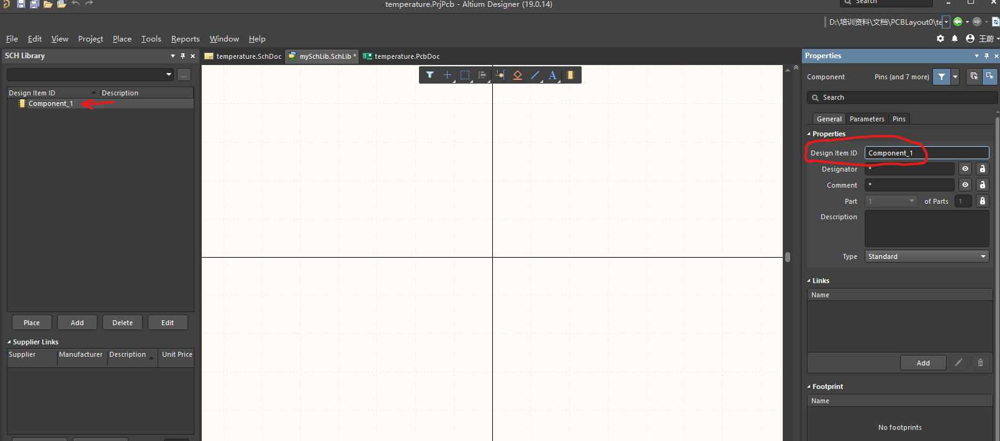 temperature.PrjPcb - Altium Designer (19.0.14)
Search
D:\培训资料\文档\PCBLayout0\te
File Edit View Project Place Tools Reports Window Help
王蔚
SCH Library
temperature.SchDoc mySchLib.SchLib * temperature.PcbDoc
Properties
...
Component Pins (and 7 more)
Design Item ID Description
Search
Component_1
General Parameters Pins
Properties
Design Item ID Component_1
Designator *
Comment *
Part 1 of Parts 1
Description
Type Standard
Links
Name
Place Add Delete Edit
Supplier Links
Supplier Manufacturer Description Unit Price
Add
Footprint
Name
No footprints